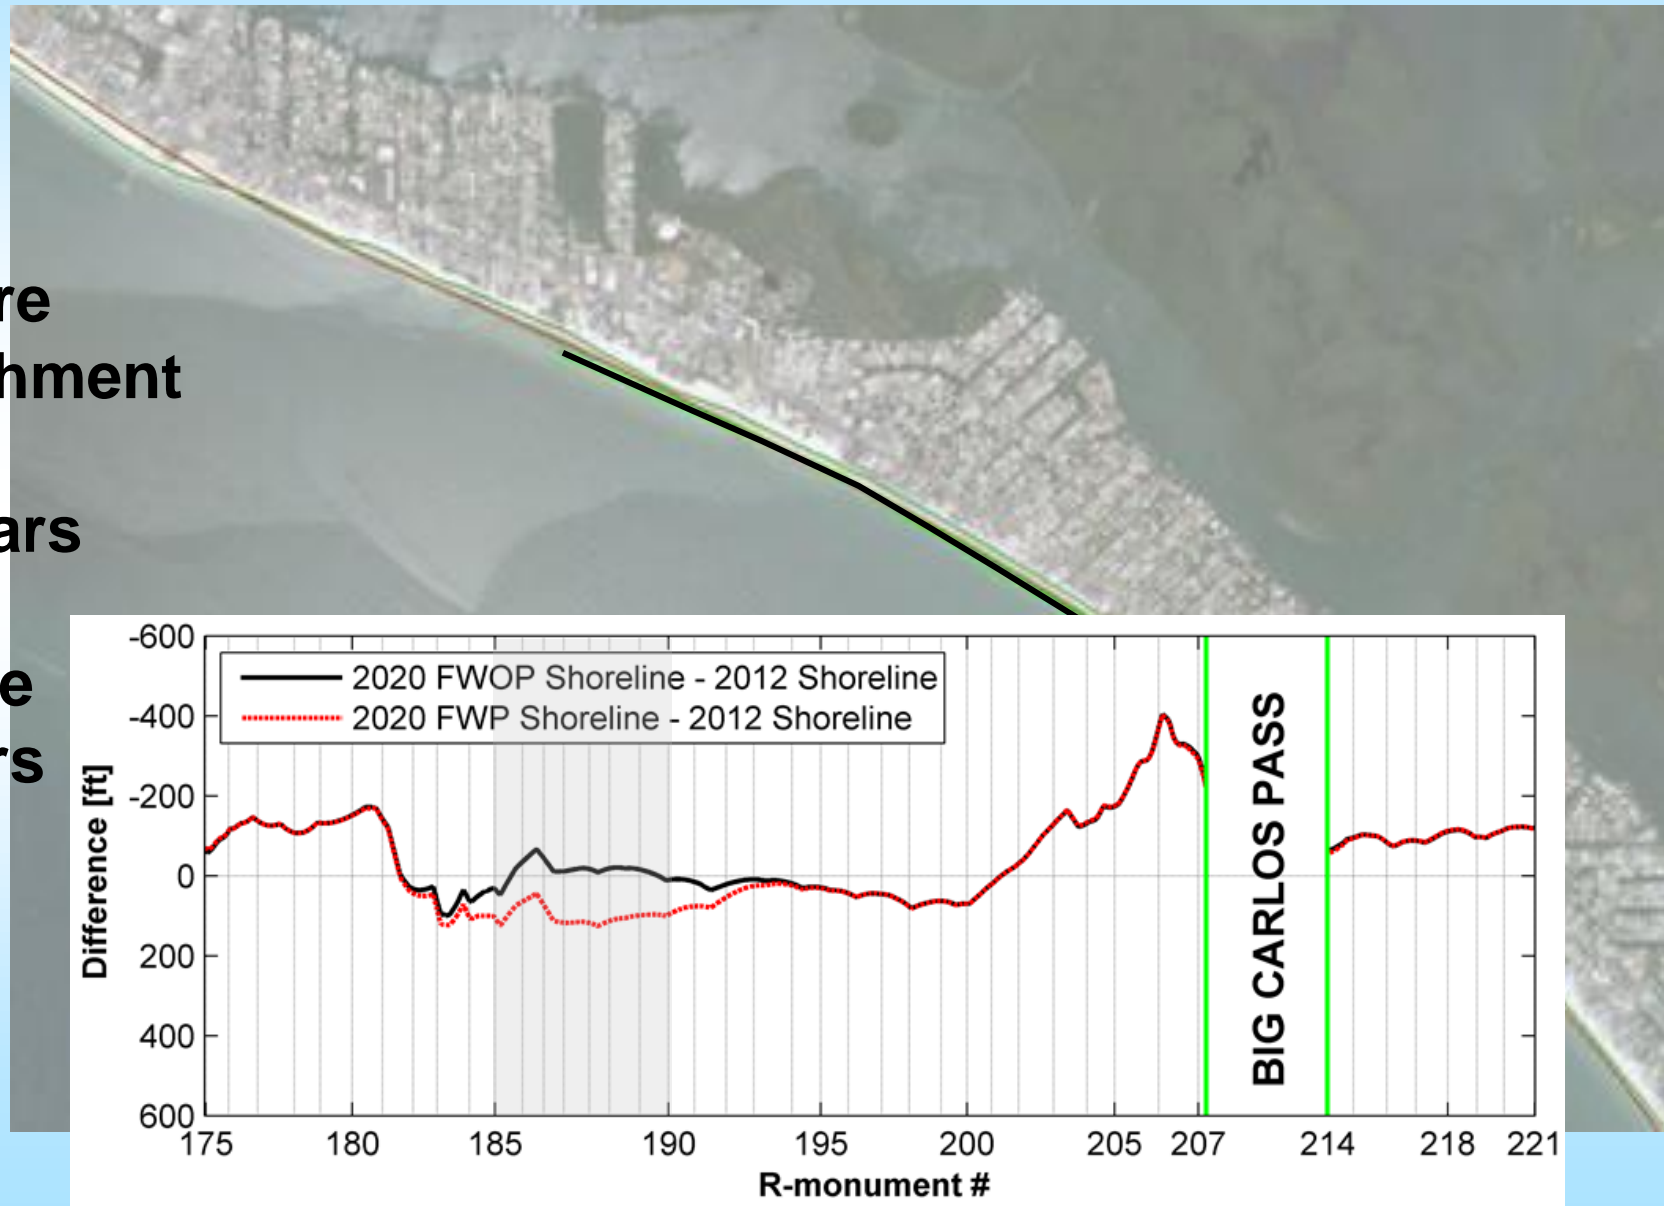 re
hment
ars
e
rs
-600
-400
-200
0
200
400
600
Difference [ft]
2020 FWOP Shoreline - 2012 Shoreline
2020 FWP Shoreline - 2012 Shoreline
BIG CARLOS PASS
175 180 185 190 195 200 205 207 214 218 221
R-monument #